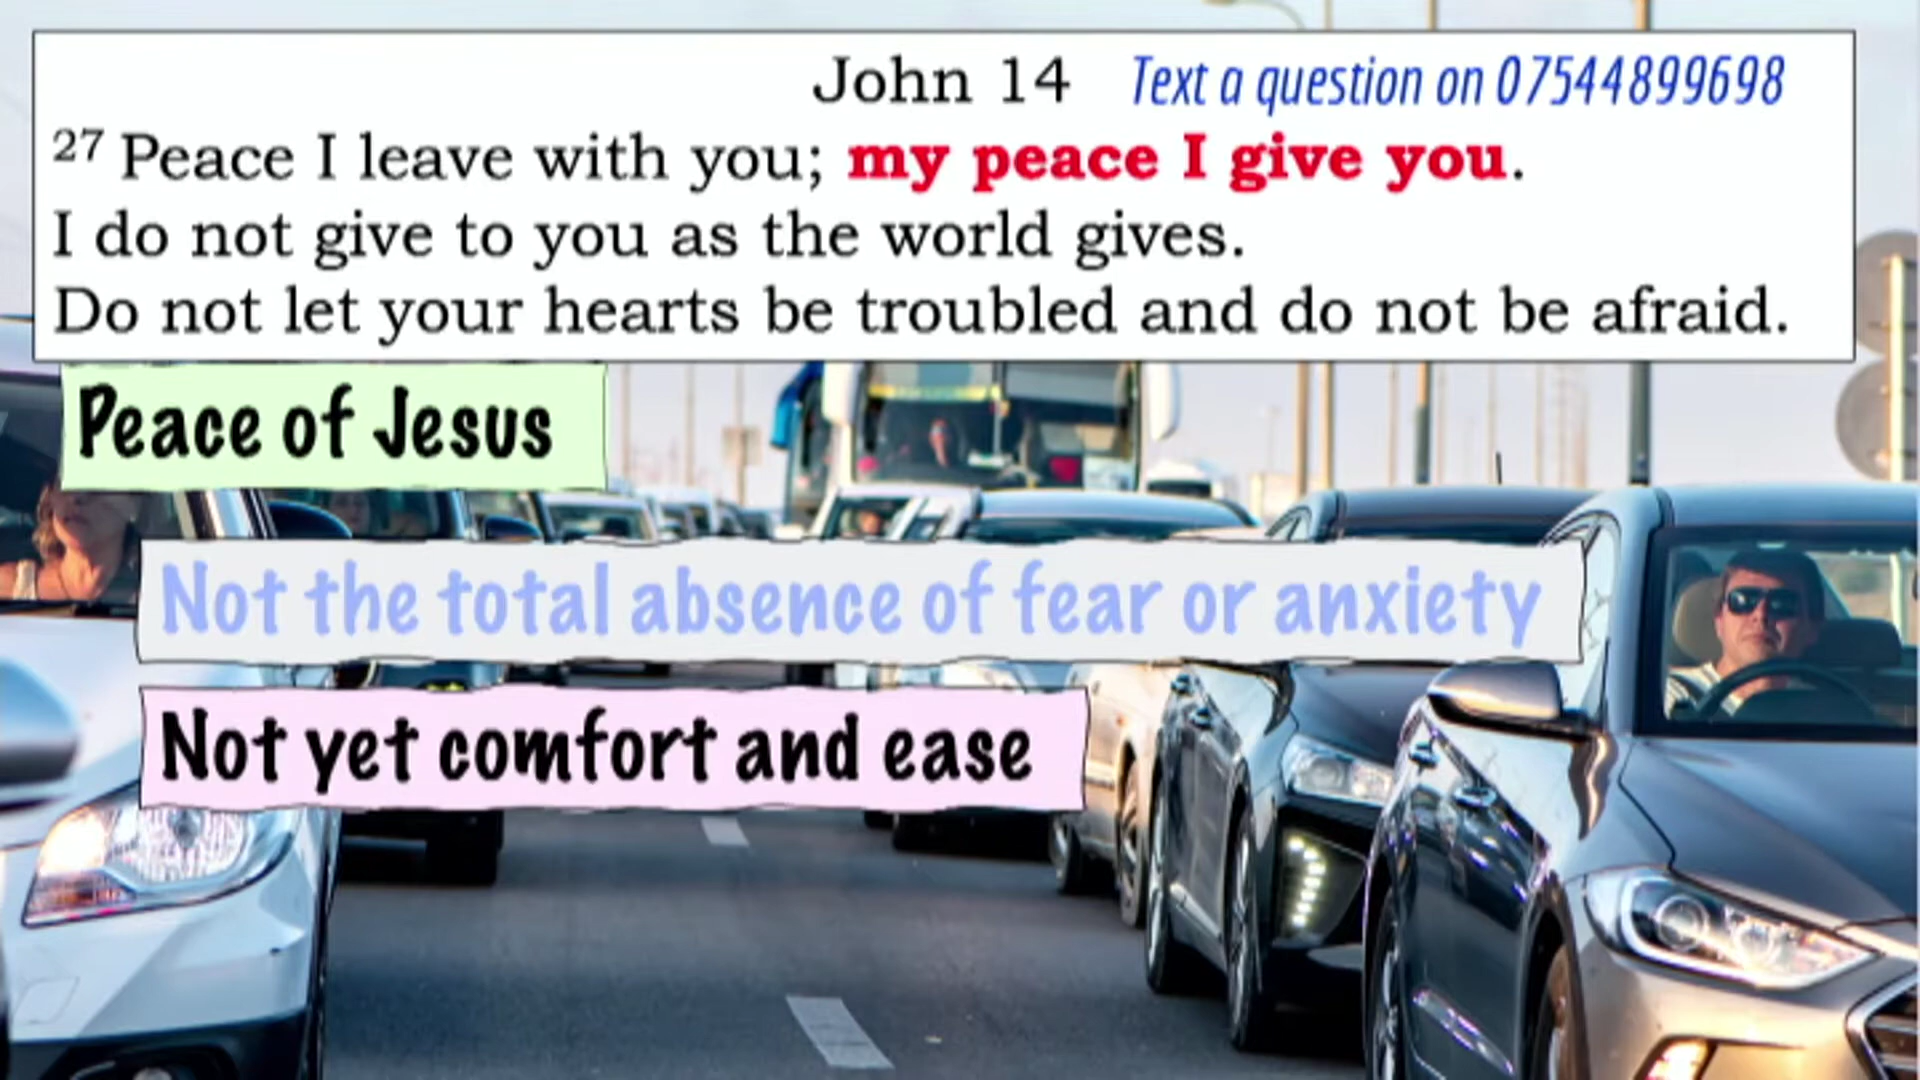 John 14 Text a question on 07544899698
27 Peace I leave with you; my peace I give you.
I do not give to you as the world gives.
Do not let your hearts be troubled and do not be afraid.
Peace of Jesus
Not the total absence of fear or anxiety
Not yet comfort and ease